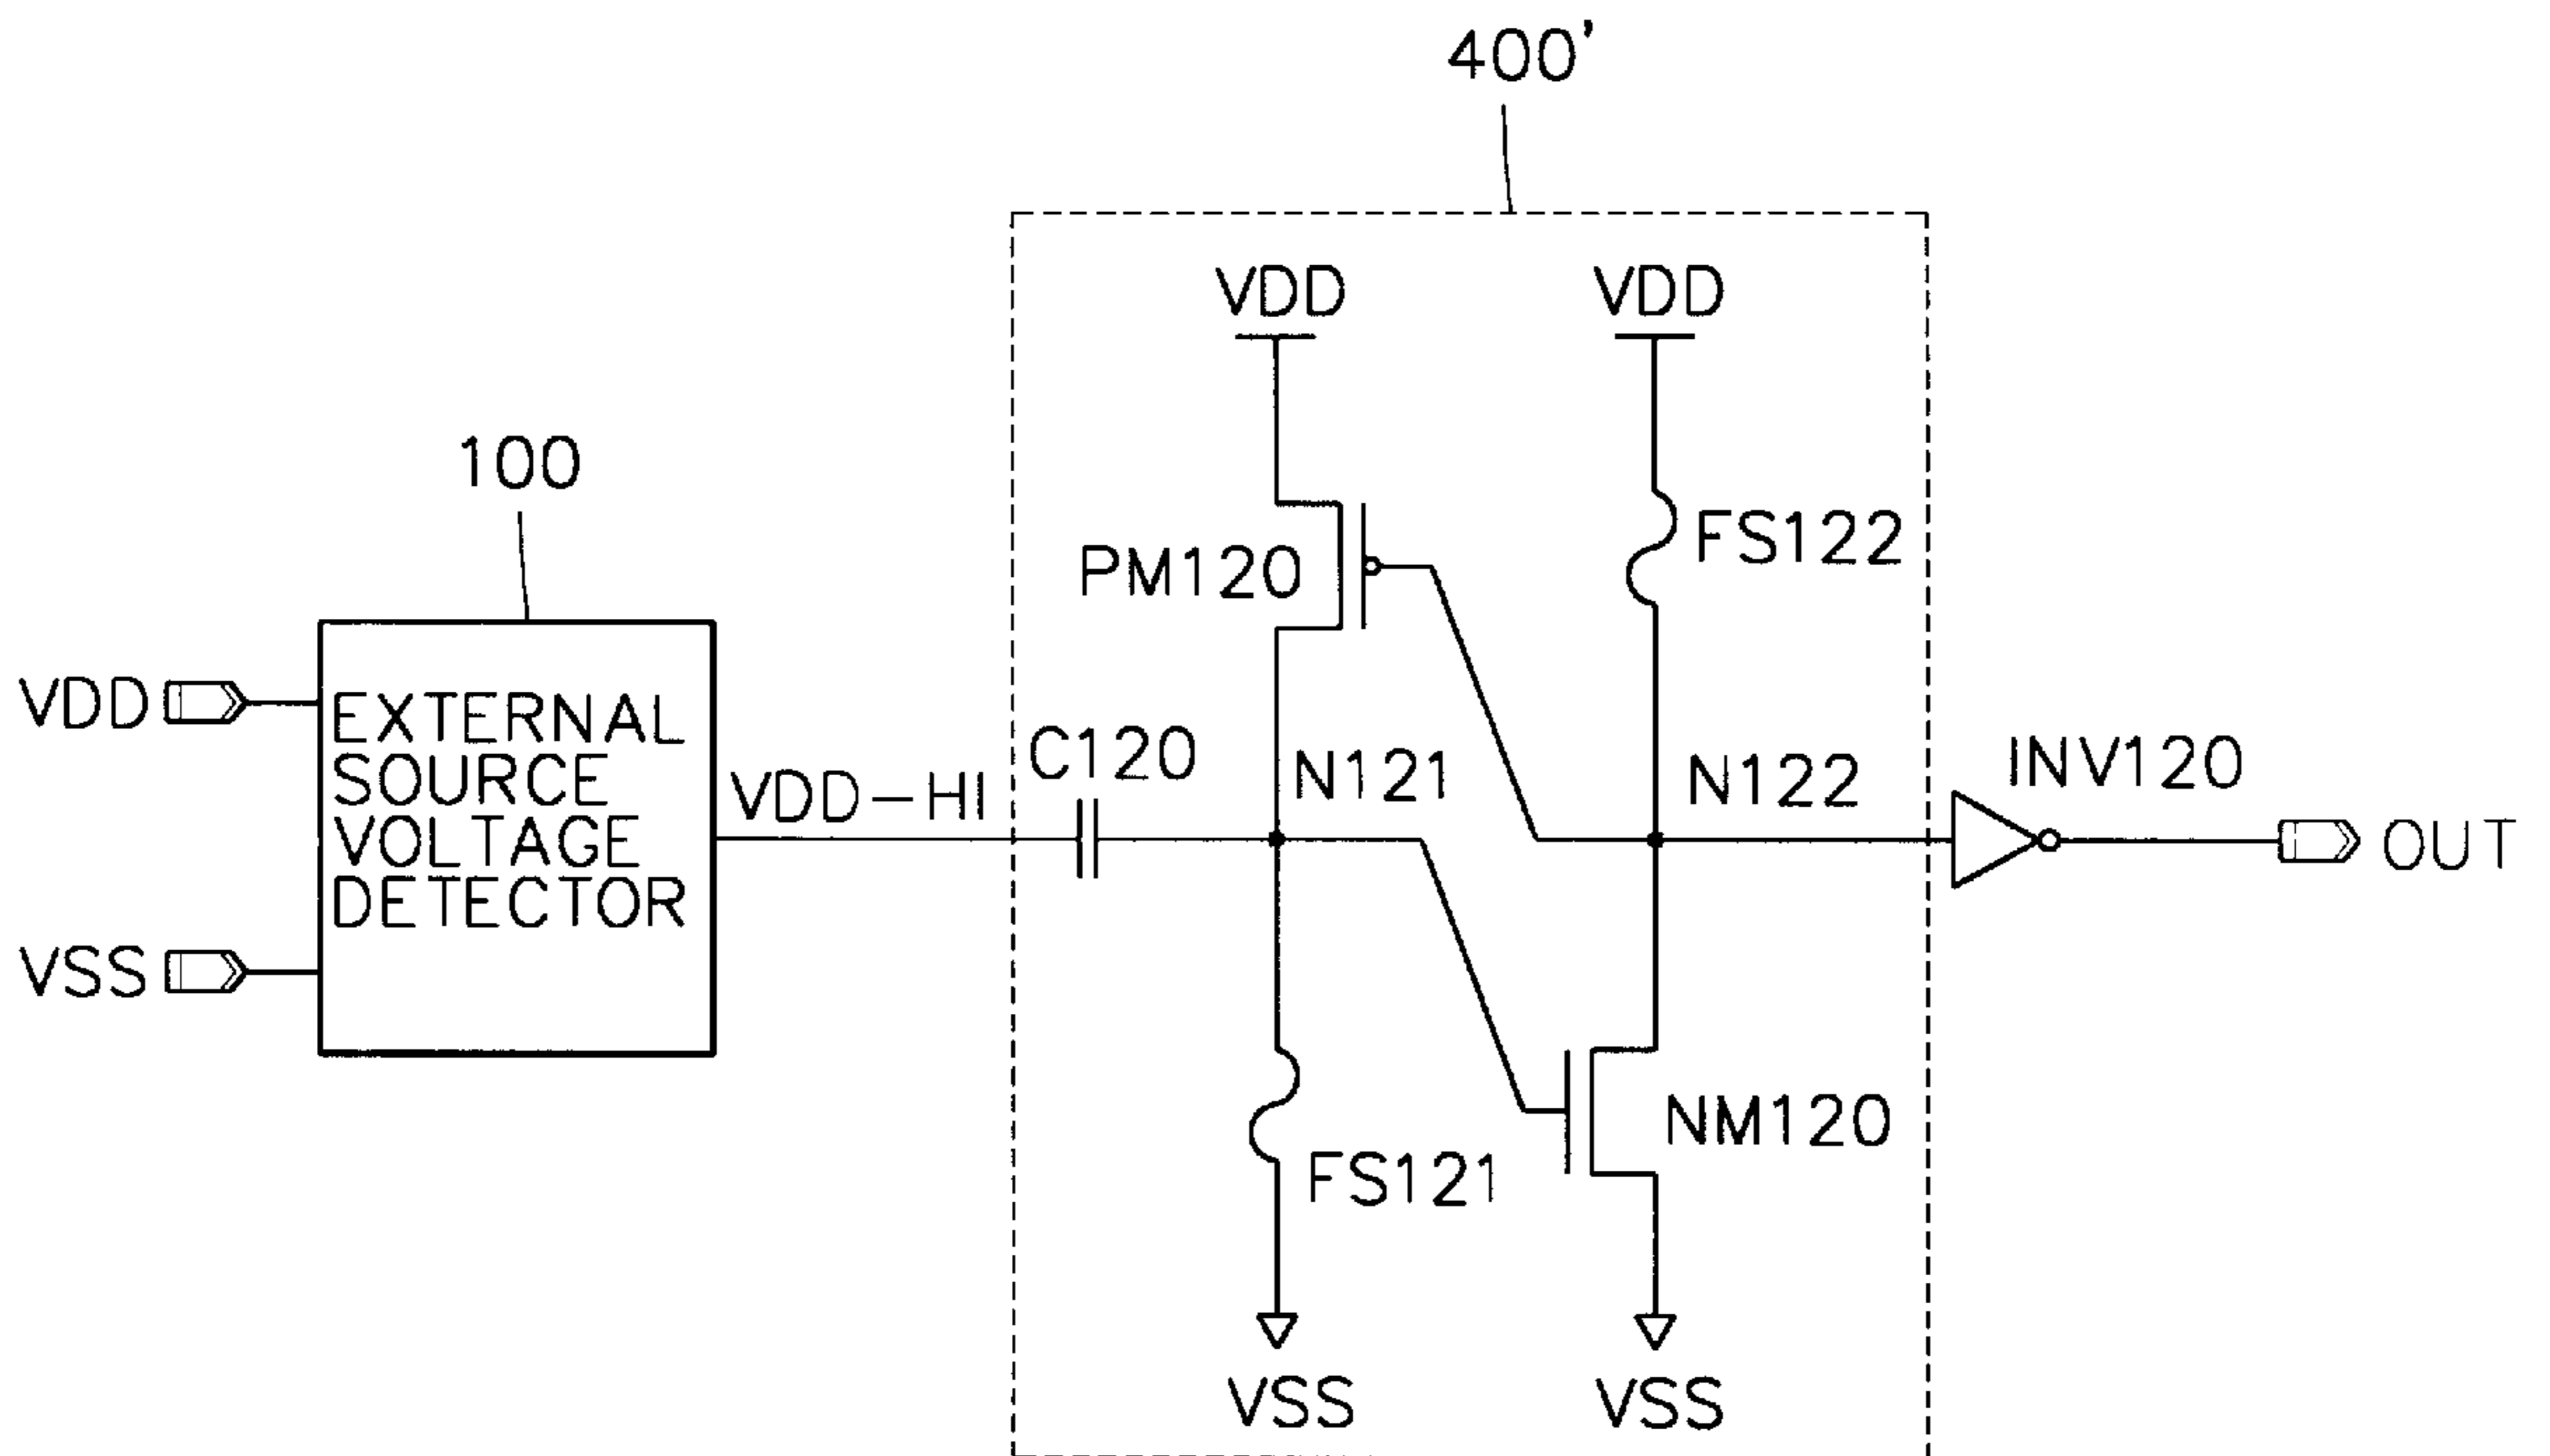 400'
VDD
VDD
100
PM120
FS122
VDD
EXTERNAL
SOURCE
VOLTAGE
DETECTOR
VDD-HI
C120
N121
N122
INV120
OUT
VSS
NM120
FS121
VSS
VSS